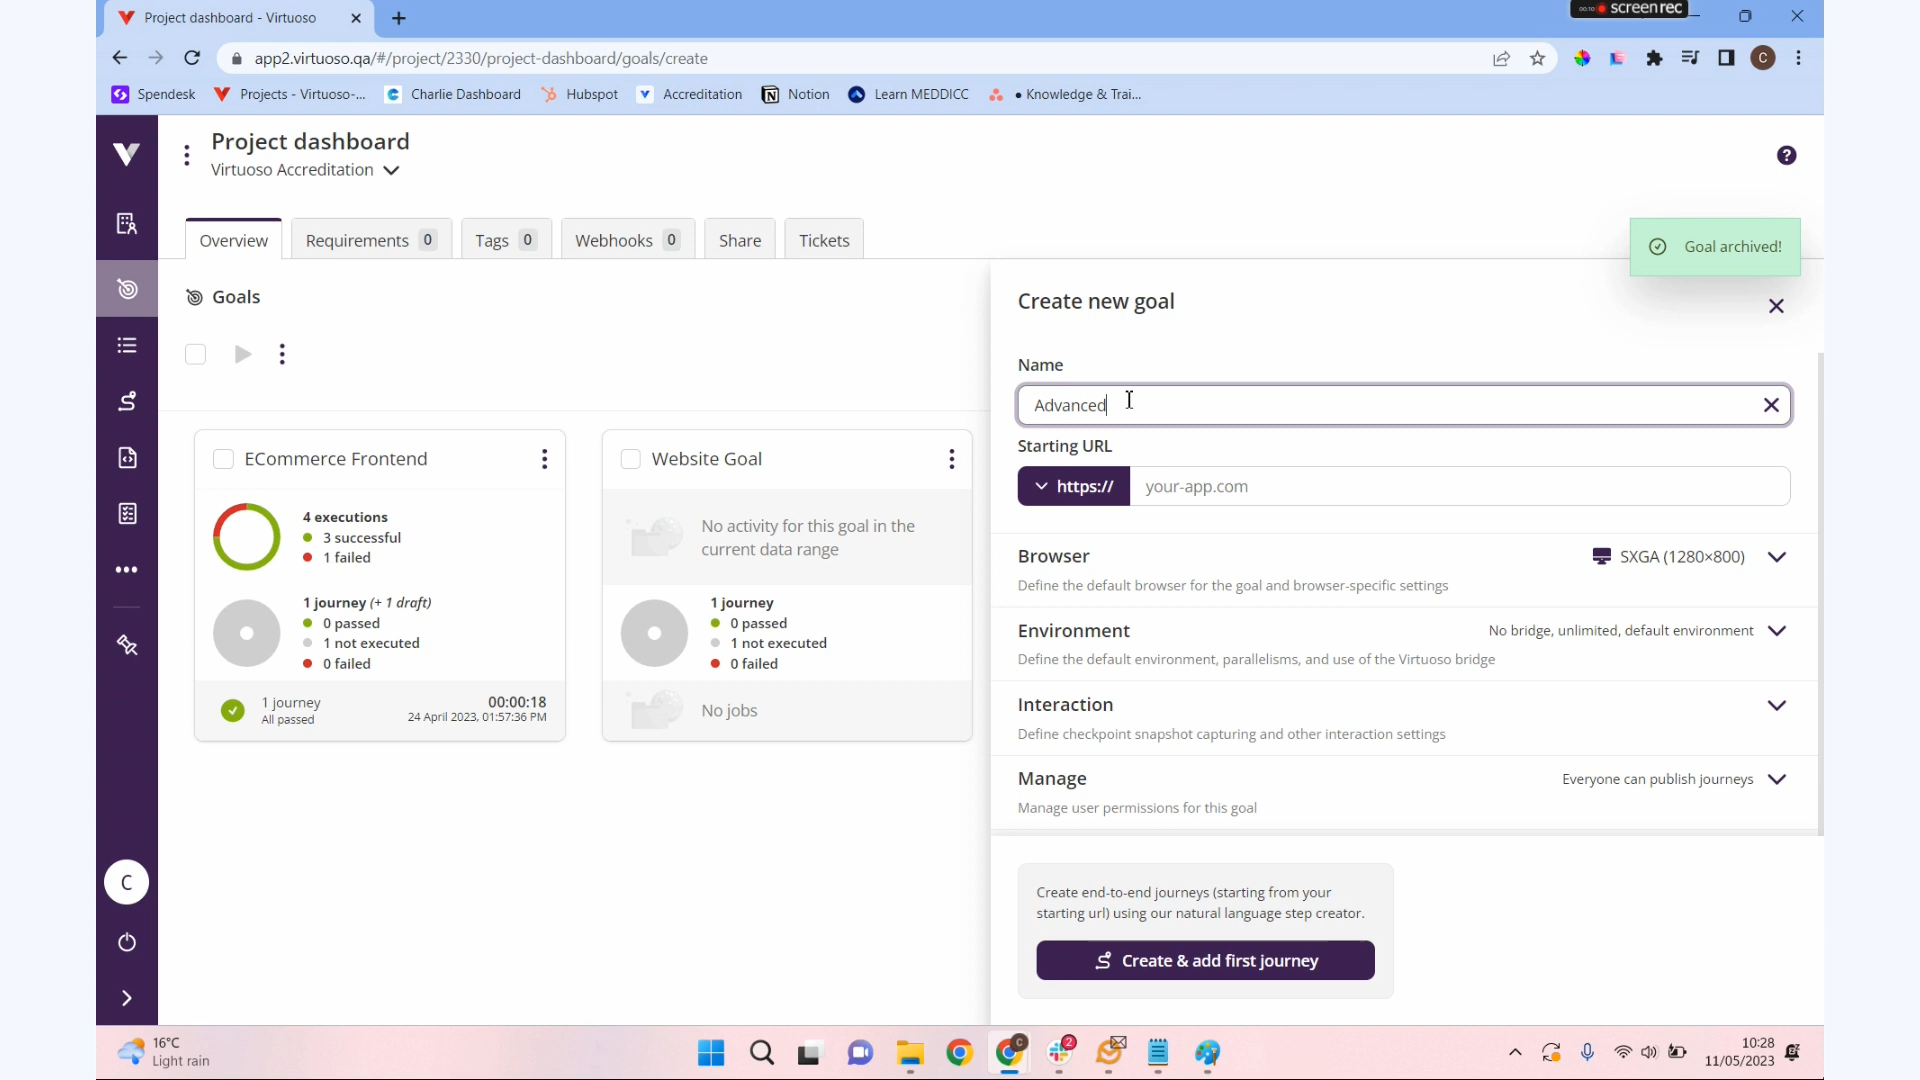 Project dashboard - Virtuoso
00:10 screenrec
app2.virtuoso.qa/#/project/2330/project-dashboard/goals/create
C
Spendesk
Projects - Virtuoso-...
Charlie Dashboard
Hubspot
Accreditation
Notion
Learn MEDDICC
• Knowledge & Trai...
Project dashboard
Virtuoso Accreditation
?
Overview
Requirements 0
Tags 0
Webhooks 0
Share
Tickets
Goal archived!
Goals
Create new goal
Name
Advanced
Starting URL
https://
your-app.com
ECommerce Frontend
4 executions
3 successful
1 failed
1 journey (+ 1 draft)
0 passed
1 not executed
0 failed
1 journey
All passed
00:00:18
24 April 2023, 01:57:36 PM
Website Goal
No activity for this goal in the
current data range
1 journey
0 passed
1 not executed
0 failed
No jobs
Browser
SXGA (1280×800)
Define the default browser for the goal and browser-specific settings
Environment
No bridge, unlimited, default environment
Define the default environment, parallelisms, and use of the Virtuoso bridge
Interaction
Define checkpoint snapshot capturing and other interaction settings
Manage
Everyone can publish journeys
Manage user permissions for this goal
Create end-to-end journeys (starting from your
starting url) using our natural language step creator.
Create & add first journey
C
16°C
Light rain
C
2
10:28
11/05/2023